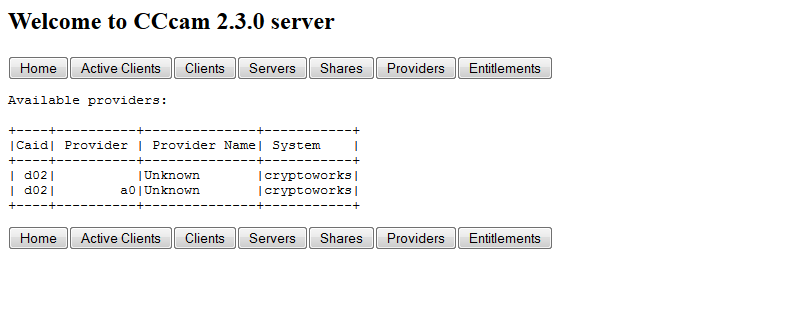 Welcome to CCcam 2.3.0 server
Home Active Clients Clients Servers Shares Providers Entitlements
Available providers:
+----+----------+--------------+-----------+
|Caid| Provider | Provider Name| System    |
+----+----------+--------------+-----------+
| d02|          |Unknown       |cryptoworks|
| d02|        a0|Unknown       |cryptoworks|
+----+----------+--------------+-----------+
Home Active Clients Clients Servers Shares Providers Entitlements